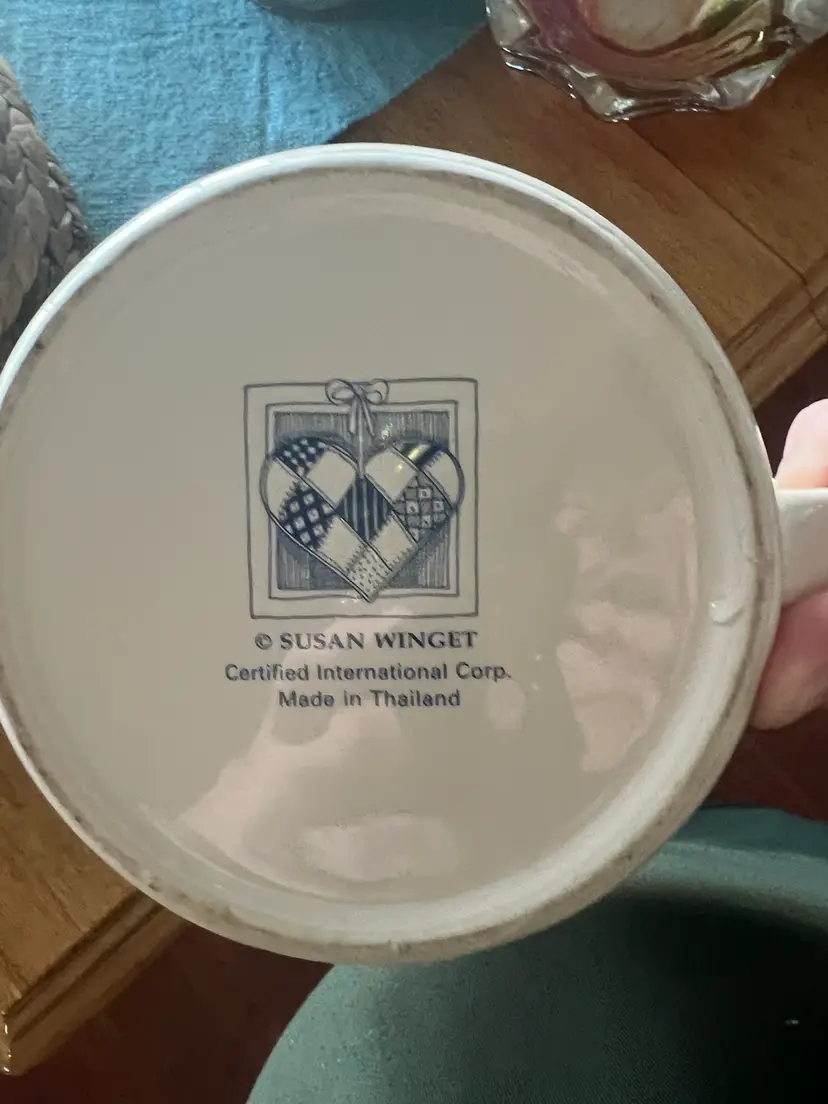 © SUSAN WINGET
Certified International Corp.
Made in Thailand